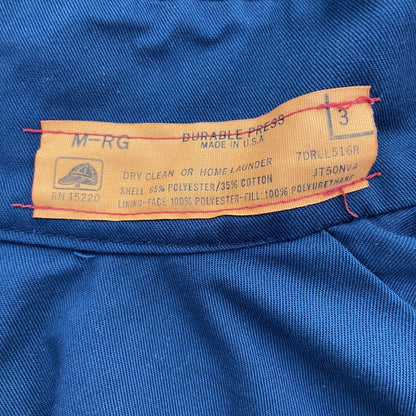 M-RG
DURABLE PRESS
MADE IN U.S.A
3
DRY CLEAN OR HOME LAUNDER
7DRLL516R
RN 15220
SHELL: 65% POLYESTER/35% COTTON
JT50NV4
LINING-FACE: 100% POLYESTER-FILL: 100% POLYURETHANE